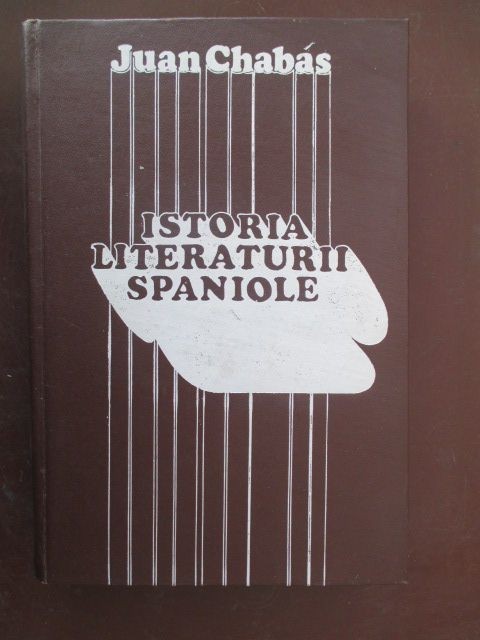 Juan Chabás
ISTORIA
LITERATURII
SPANIOLE